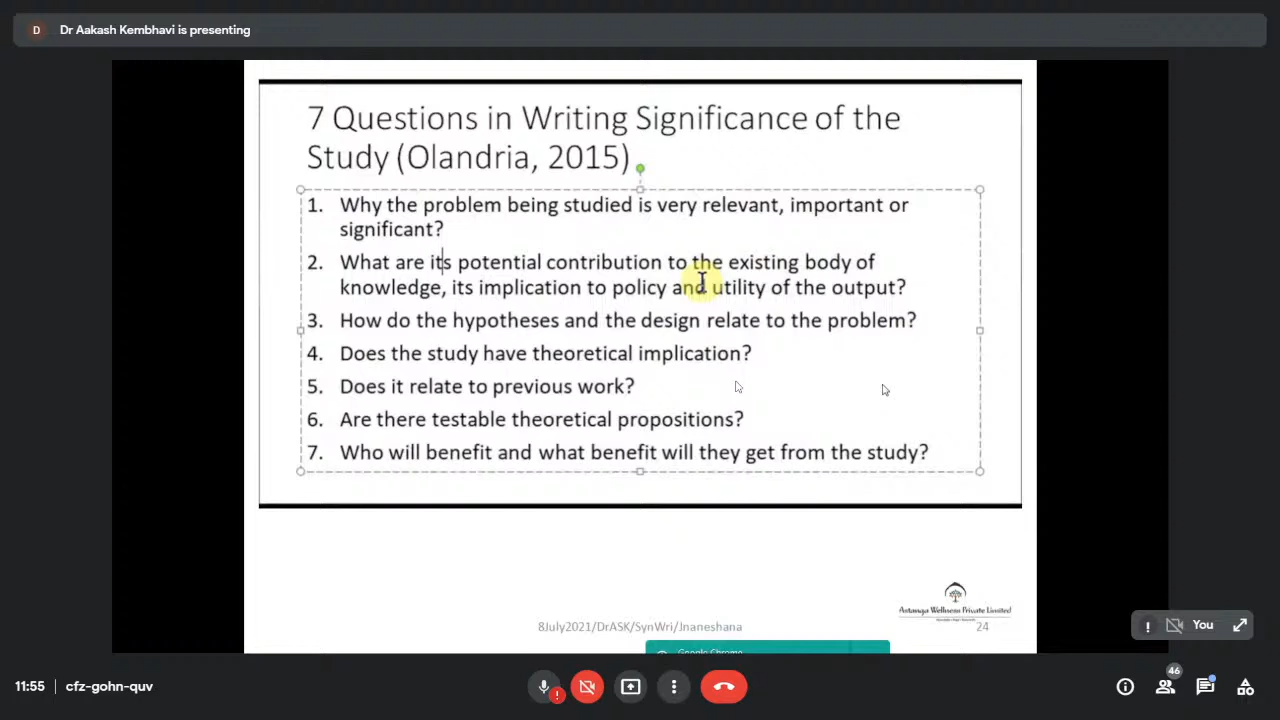 D Dr Aakash Kembhavi is presenting
7 Questions in Writing Significance of the
Study (Olandria, 2015)
1. Why the problem being studied is very relevant, important or
significant?
2. What are its potential contribution to the existing body of
knowledge, its implication to policy and utility of the output?
3. How do the hypotheses and the design relate to the problem?
4. Does the study have theoretical implication?
5. Does it relate to previous work?
6. Are there testable theoretical propositions?
7. Who will benefit and what benefit will they get from the study?
Astanga Wellness Private Limited
8July2021/DrASK/SynWri/Jnaneshana
24
You
Google Chrome
11:55 cfz-gohn-quv
46